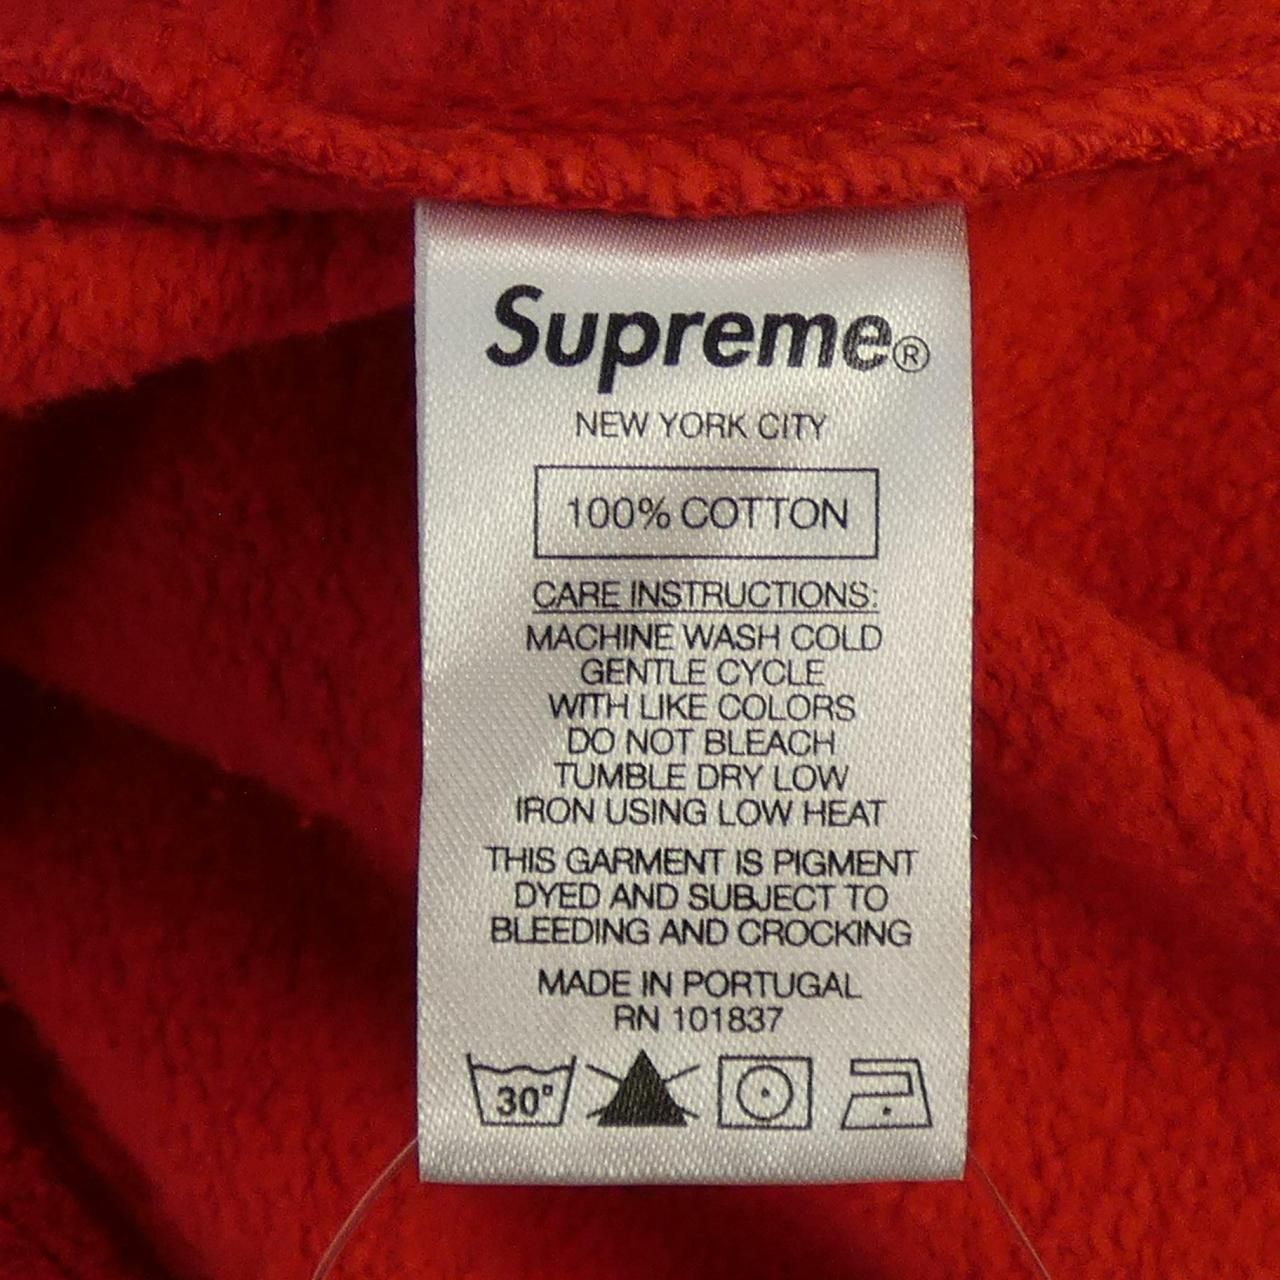 Supreme®
NEW YORK CITY
100% COTTON
CARE INSTRUCTIONS:
MACHINE WASH COLD
GENTLE CYCLE
WITH LIKE COLORS
DO NOT BLEACH
TUMBLE DRY LOW
IRON USING LOW HEAT
THIS GARMENT IS PIGMENT
DYED AND SUBJECT TO
BLEEDING AND CROCKING
MADE IN PORTUGAL
RN 101837
30°